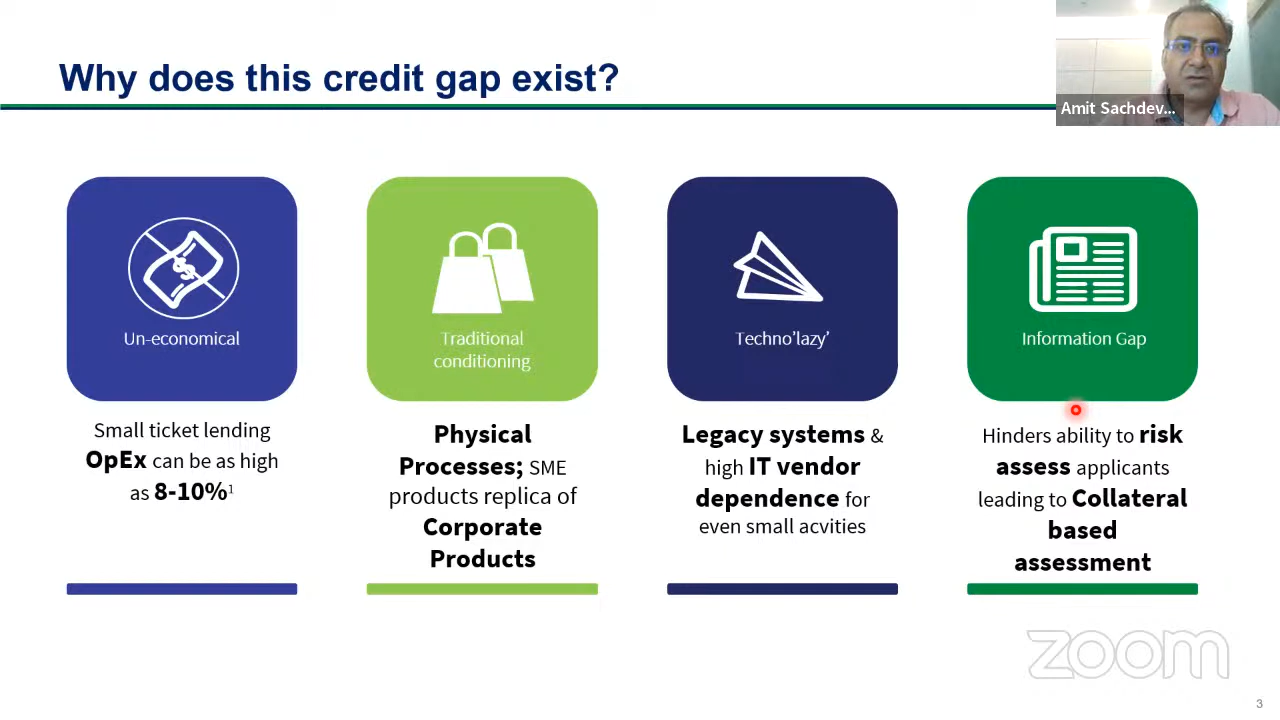 Why does this credit gap exist?
Amit Sachdev...
Un-economical
Small ticket lending
OpEx can be as high
as 8-10%¹
Traditional
conditioning
Physical
Processes; SME
products replica of
Corporate
Products
Techno’lazy’
Legacy systems &
high IT vendor
dependence for
even small acvities
Information Gap
Hinders ability to risk
assess applicants
leading to Collateral
based
assessment
zoom
3